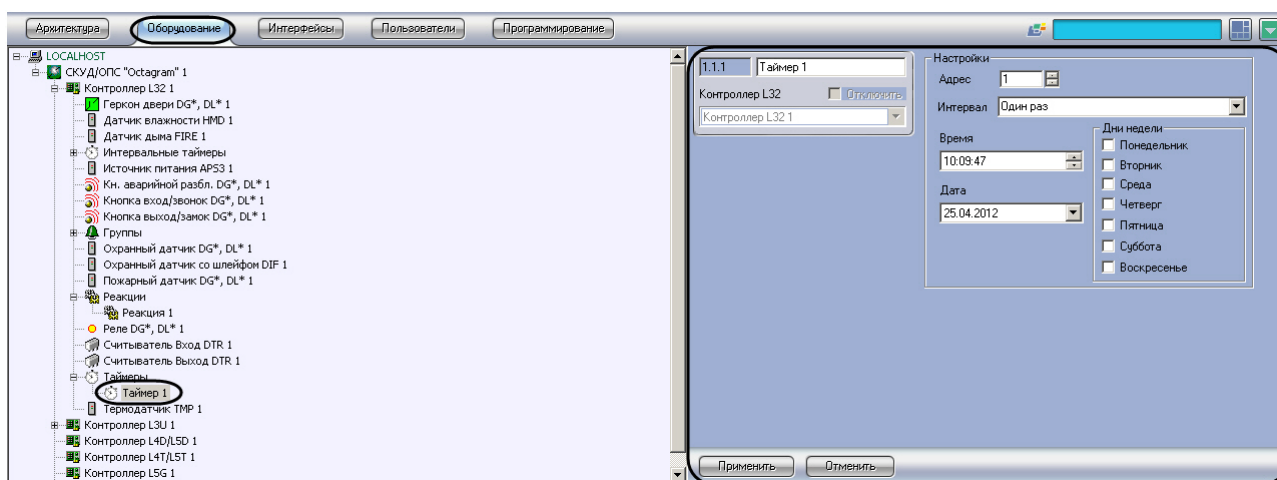 Архитектура Оборудование Интерфейсы Пользователи Программирование
LOCALHOST
СКУД/ОПС "Octagram" 1
Контроллер L32 1
Геркон двери DG*, DL* 1
Датчик влажности HMD 1
Датчик дыма FIRE 1
Интервальные таймеры
Источник питания APS3 1
Кн. аварийной разбл. DG*, DL* 1
Кнопка вход/звонок DG*, DL* 1
Кнопка выход/замок DG*, DL* 1
Группы
Охранный датчик DG*, DL* 1
Охранный датчик со шлейфом DIF 1
Пожарный датчик DG*, DL* 1
Реакции
Реакция 1
Реле DG*, DL* 1
Считыватель Вход DTR 1
Считыватель Выход DTR 1
Таймеры
Таймер 1
Термодатчик TMP 1
Контроллер L3U 1
Контроллер L4D/L5D 1
Контроллер L4T/L5T 1
Контроллер L5G 1
1.1.1 Таймер 1
Контроллер L32 Отключить
Контроллер L32 1
Настройки
Адрес 1
Интервал Один раз
Время
10:09:47
Дата
25.04.2012
Дни недели
Понедельник
Вторник
Среда
Четверг
Пятница
Суббота
Воскресенье
Применить Отменить